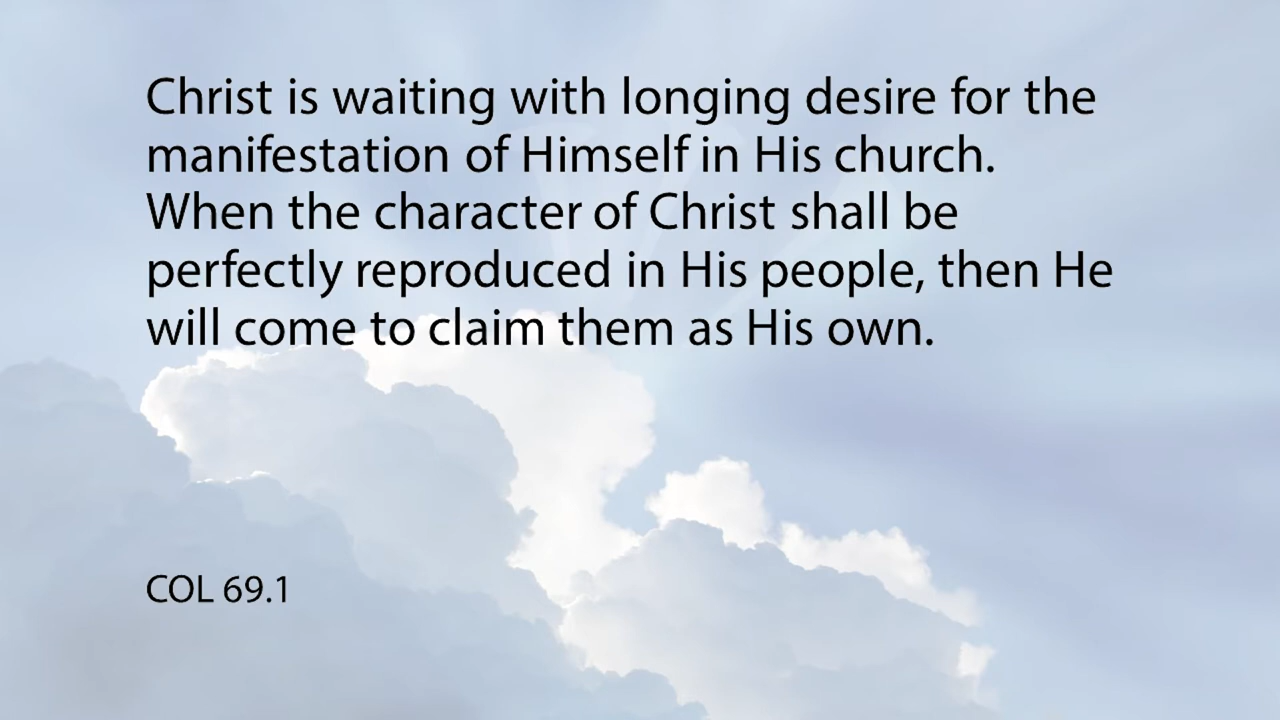 Christ is waiting with longing desire for the
manifestation of Himself in His church.
When the character of Christ shall be
perfectly reproduced in His people, then He
will come to claim them as His own.
COL 69.1